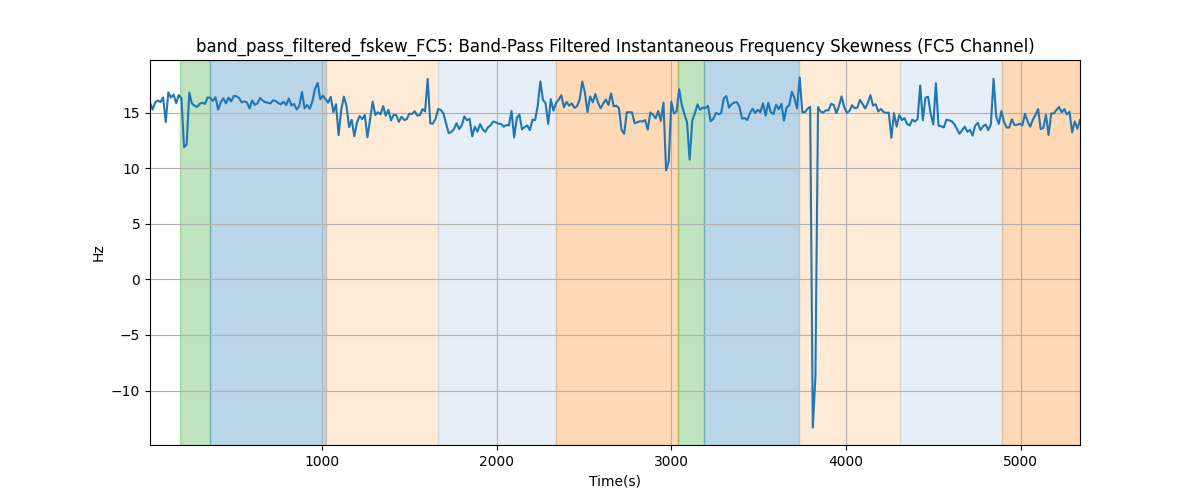 band_pass_filtered_fskew_FC5: Band-Pass Filtered Instantaneous Frequency Skewness (FC5 Channel)
15
10
5
0
−5
−10
Hz
1000 2000 3000 4000 5000
Time(s)